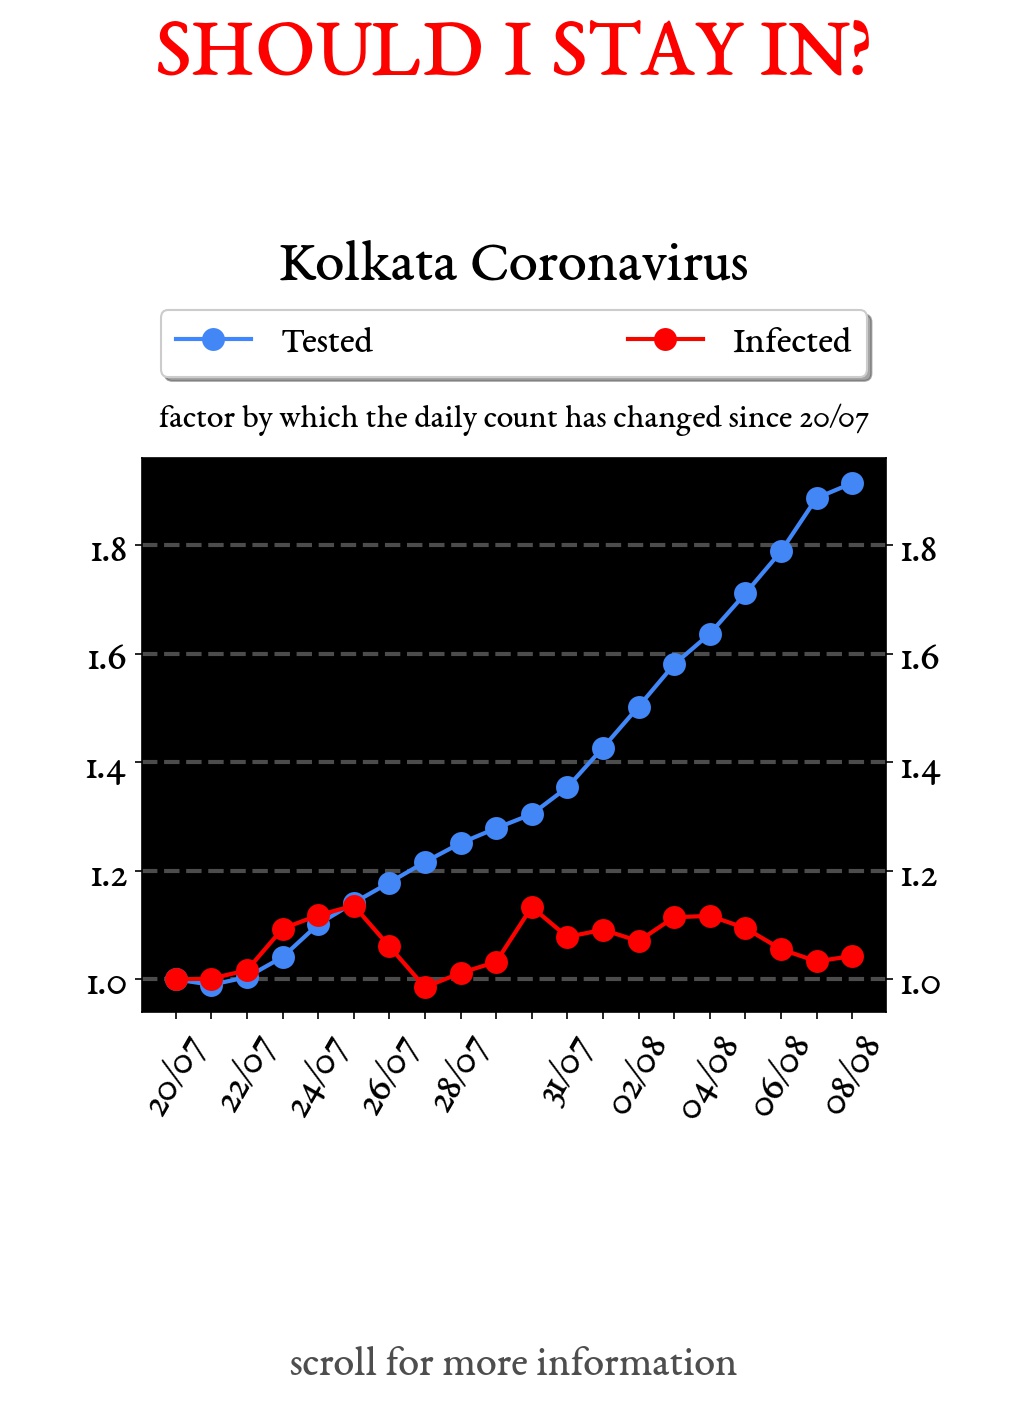 SHOULD I STAY IN?
Kolkata Coronavirus
Tested Infected
factor by which the daily count has changed since 20/07
1.8 1.8
1.6 1.6
1.4 1.4
1.2 1.2
1.0 1.0
20/07 22/07 24/07 26/07 28/07 31/07 02/08 04/08 06/08 08/08
scroll for more information